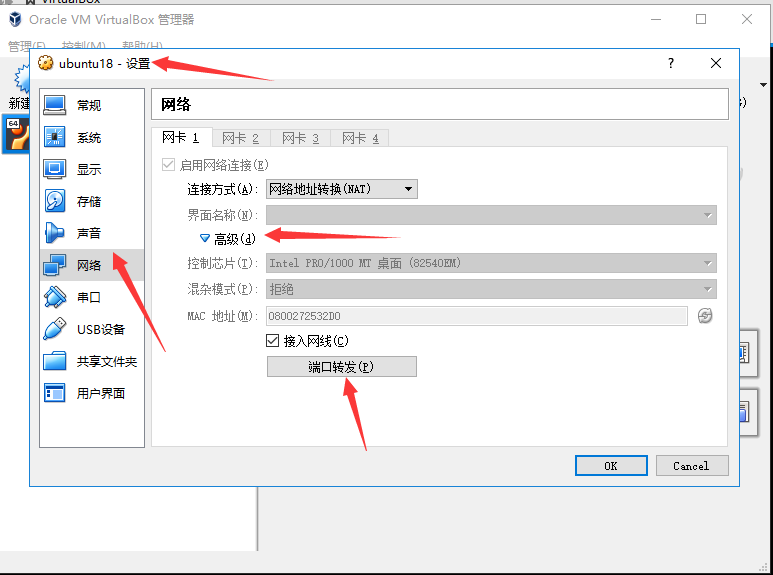 VirtualBox
Oracle VM VirtualBox 管理器
管理(F) 控制(M) 帮助(H)
ubuntu18 - 设置
?
新建
64
常规
系统
显示
存储
声音
网络
串口
USB设备
共享文件夹
用户界面
网络
网卡 1 网卡 2 网卡 3 网卡 4
启用网络连接(E)
连接方式(A): 网络地址转换(NAT)
界面名称(N):
高级(d)
控制芯片(T): Intel PRO/1000 MT 桌面 (82540EM)
混杂模式(P): 拒绝
MAC 地址(M): 0800272532D0
接入网线(C)
端口转发(P)
OK Cancel